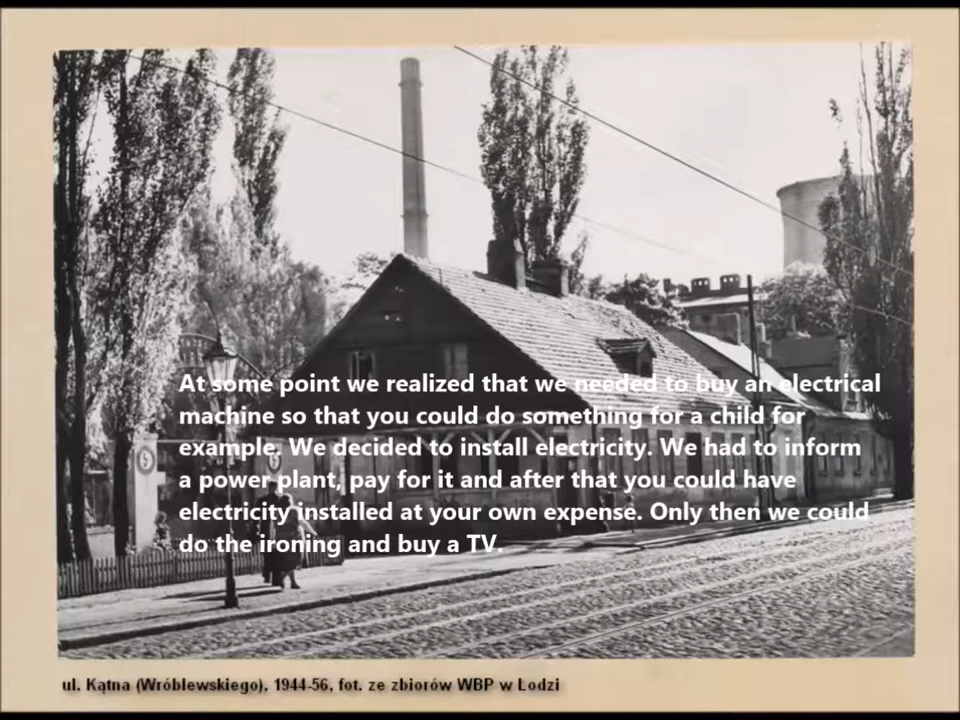 At some point we realized that we needed to buy an electrical
machine so that you could do something for a child for
example. We decided to install electricity. We had to inform
a power plant, pay for it and after that you could have
electricity installed at your own expense. Only then we could
do the ironing and buy a TV.
ul. Kątna (Wróblewskiego), 1944-56, fot. ze zbiorów WBP w Łodzi